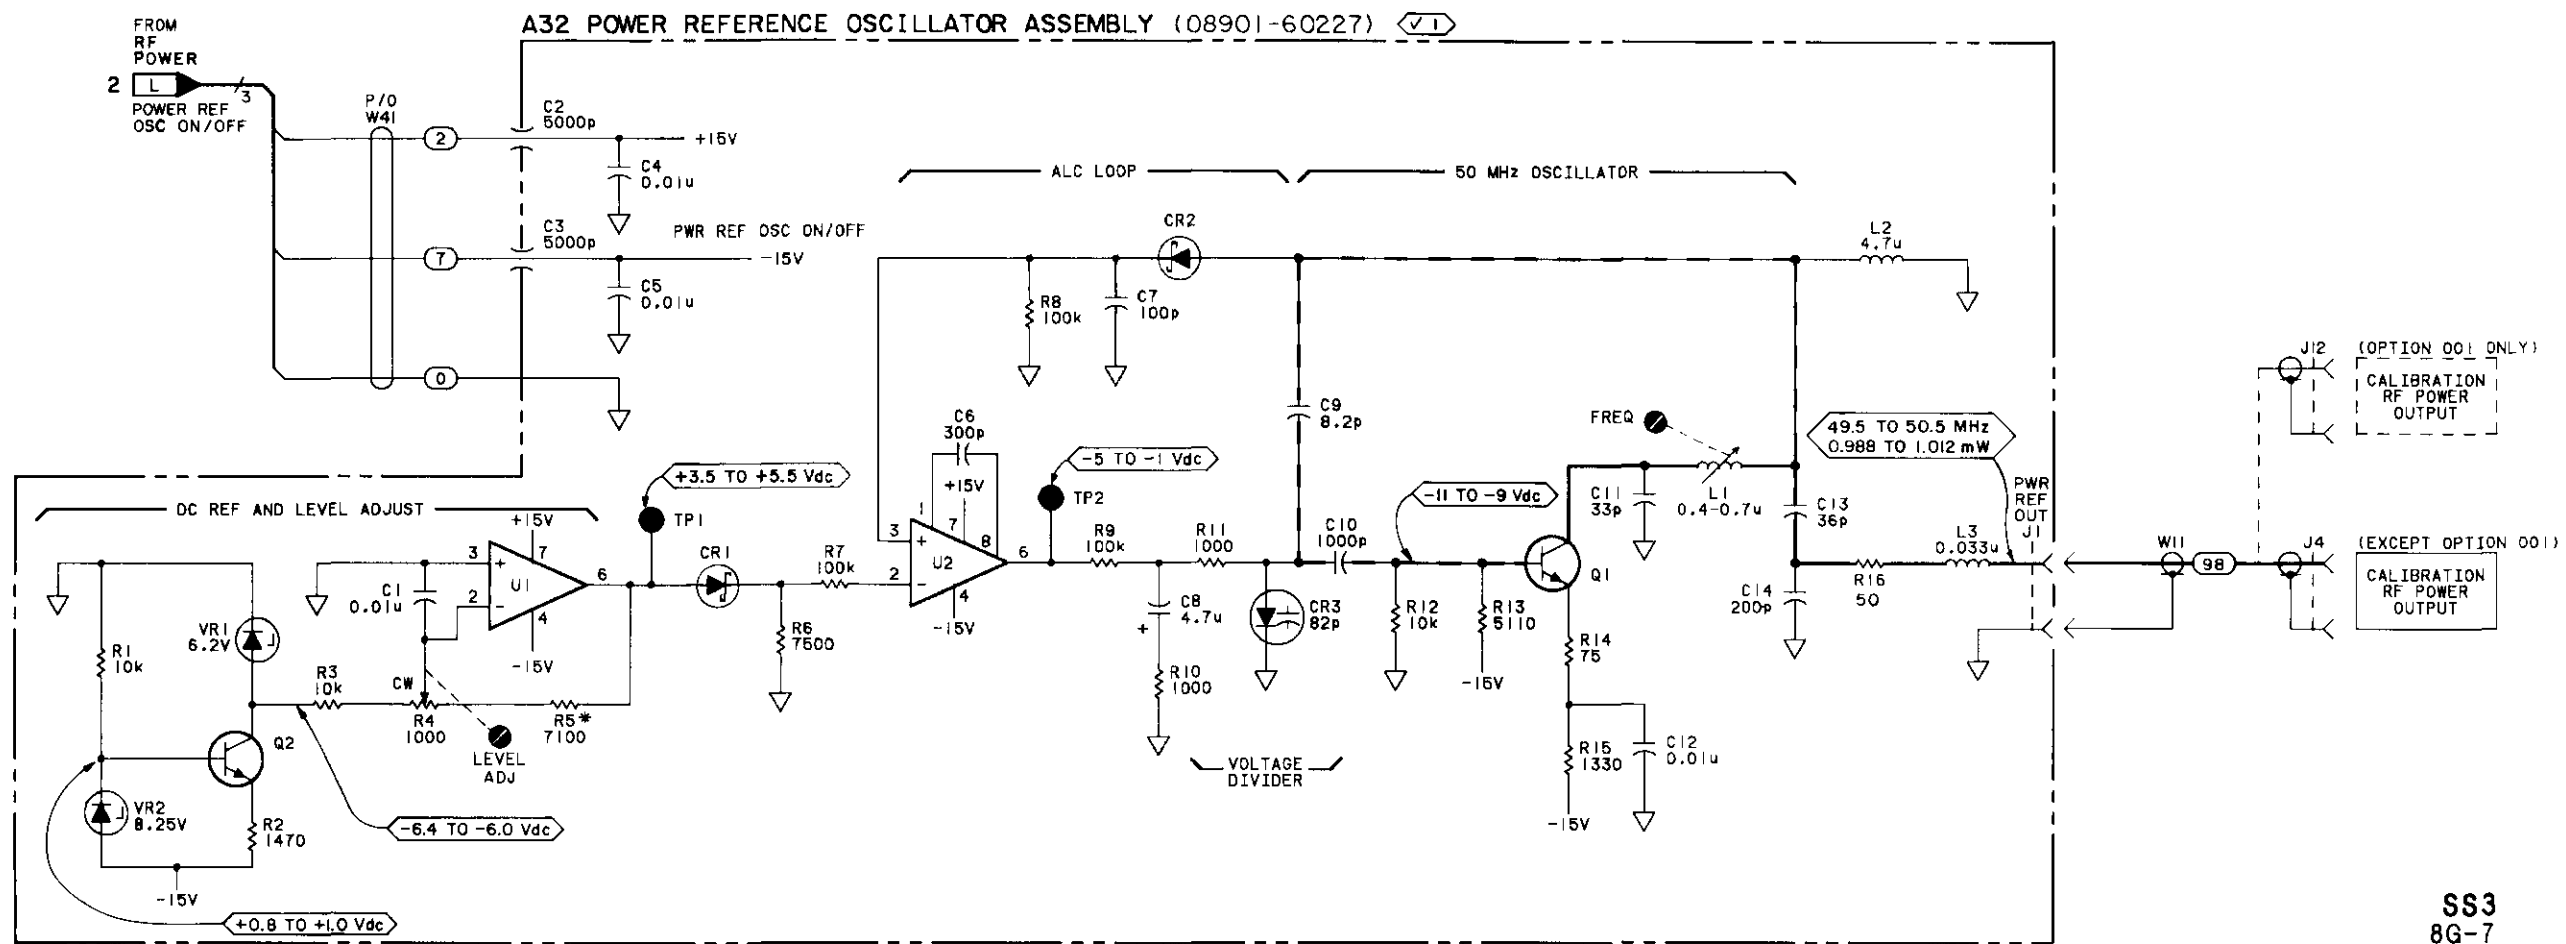 A32 POWER REFERENCE OSCILLATOR ASSEMBLY (08901-60227) ✓1
FROM
RF
POWER
2 L
3
POWER REF
OSC ON/OFF
P/O
W41
2
C2
5000p
+15V
C4
0.01u
7
C3
5000p
PWR REF OSC ON/OFF
-15V
C5
0.01u
0
ALC LOOP
50 MHz OSCILLATOR
CR2
L2
4.7u
R8
100k
C7
100p
C9
8.2p
FREQ
49.5 TO 50.5 MHz
0.988 TO 1.012 mW
J12
(OPTION 001 ONLY)
CALIBRATION
RF POWER
OUTPUT
C6
300p
+3.5 TO +5.5 Vdc
-5 TO -1 Vdc
-11 TO -9 Vdc
+15V
TP2
TP1
C11
33p
L1
0.4-0.7u
C13
36p
PWR
REF
OUT
J1
DC REF AND LEVEL ADJUST
+15V
7
3
+
U1
6
2
-
4
-15V
C1
0.01u
CR1
R7
100k
R6
7500
1
7
8
3
+
U2
6
2
-
4
-15V
R9
100k
R11
1000
C10
1000p
C8
4.7u
+
CR3
82p
R10
1000
R12
10k
R13
5110
-15V
Q1
R14
75
R15
1330
C12
0.01u
-15V
R16
50
L3
0.033u
C14
200p
W11
98
J4
(EXCEPT OPTION 001)
CALIBRATION
RF POWER
OUTPUT
VR1
6.2V
R1
10k
R3
10k
CW
R4
1000
R5*
7100
LEVEL
ADJ
Q2
VR2
8.25V
R2
1470
-15V
-6.4 TO -6.0 Vdc
+0.8 TO +1.0 Vdc
VOLTAGE
DIVIDER
SS3
8G-7